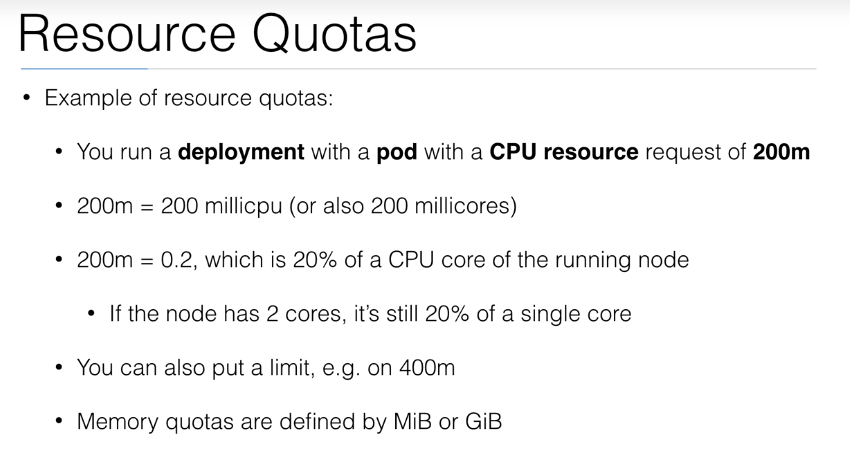 Resource Quotas
• Example of resource quotas:
• You run a deployment with a pod with a CPU resource request of 200m
• 200m = 200 millicpu (or also 200 millicores)
• 200m = 0.2, which is 20% of a CPU core of the running node
• If the node has 2 cores, it’s still 20% of a single core
• You can also put a limit, e.g. on 400m
• Memory quotas are defined by MiB or GiB